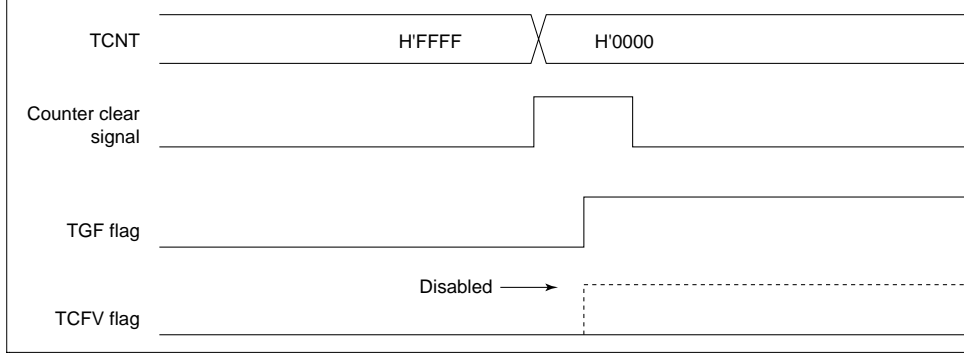 TCNT
H'FFFF
H'0000
Counter clear
signal
TGF flag
Disabled
TCFV flag